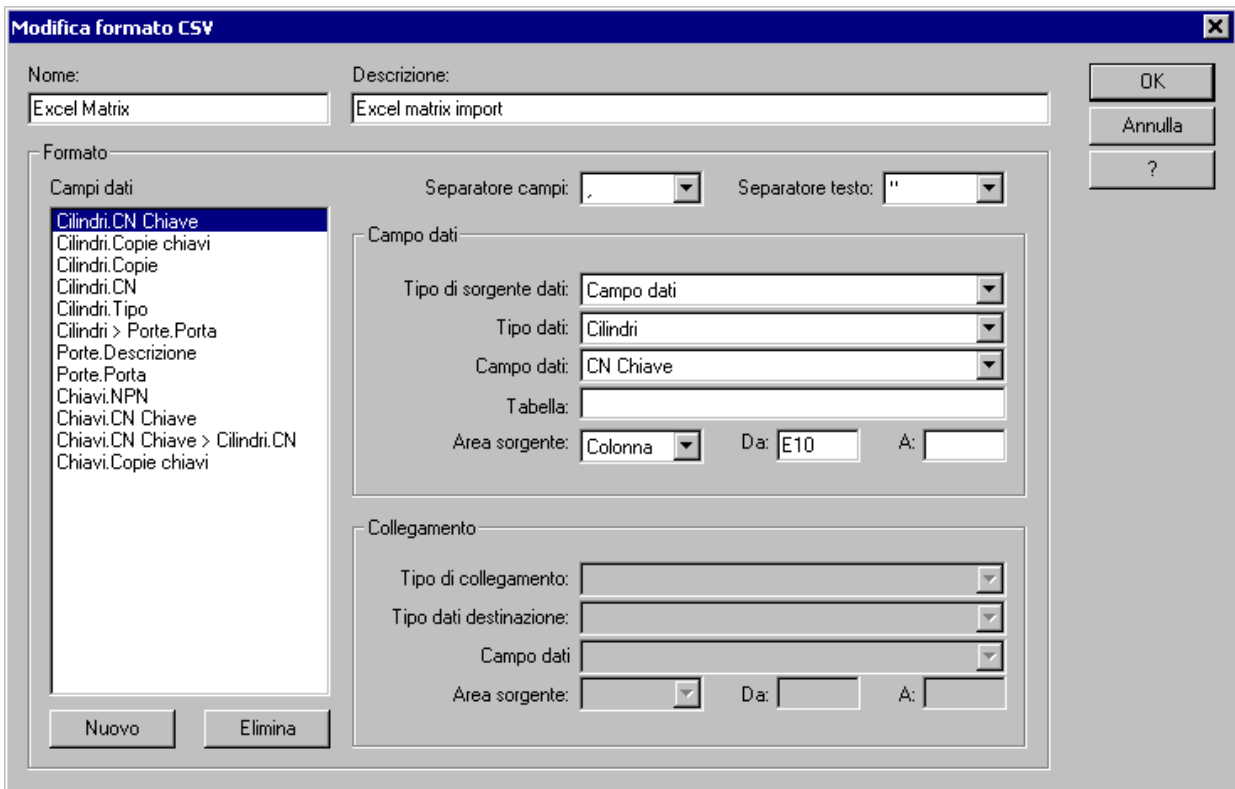 Modifica formato CSV
Nome:
Descrizione:
Excel Matrix
Excel matrix import
OK
Annulla
?
Formato
Campi dati
Separatore campi: ,
Separatore testo: "
Cilindri.CN Chiave
Cilindri.Copie chiavi
Cilindri.Copie
Cilindri.CN
Cilindri.Tipo
Cilindri > Porte.Porta
Porte.Descrizione
Porte.Porta
Chiavi.NPN
Chiavi.CN Chiave
Chiavi.CN Chiave > Cilindri.CN
Chiavi.Copie chiavi
Nuovo
Elimina
Campo dati
Tipo di sorgente dati: Campo dati
Tipo dati: Cilindri
Campo dati: CN Chiave
Tabella:
Area sorgente: Colonna Da: E10 A:
Collegamento
Tipo di collegamento:
Tipo dati destinazione:
Campo dati
Area sorgente: Da: A: